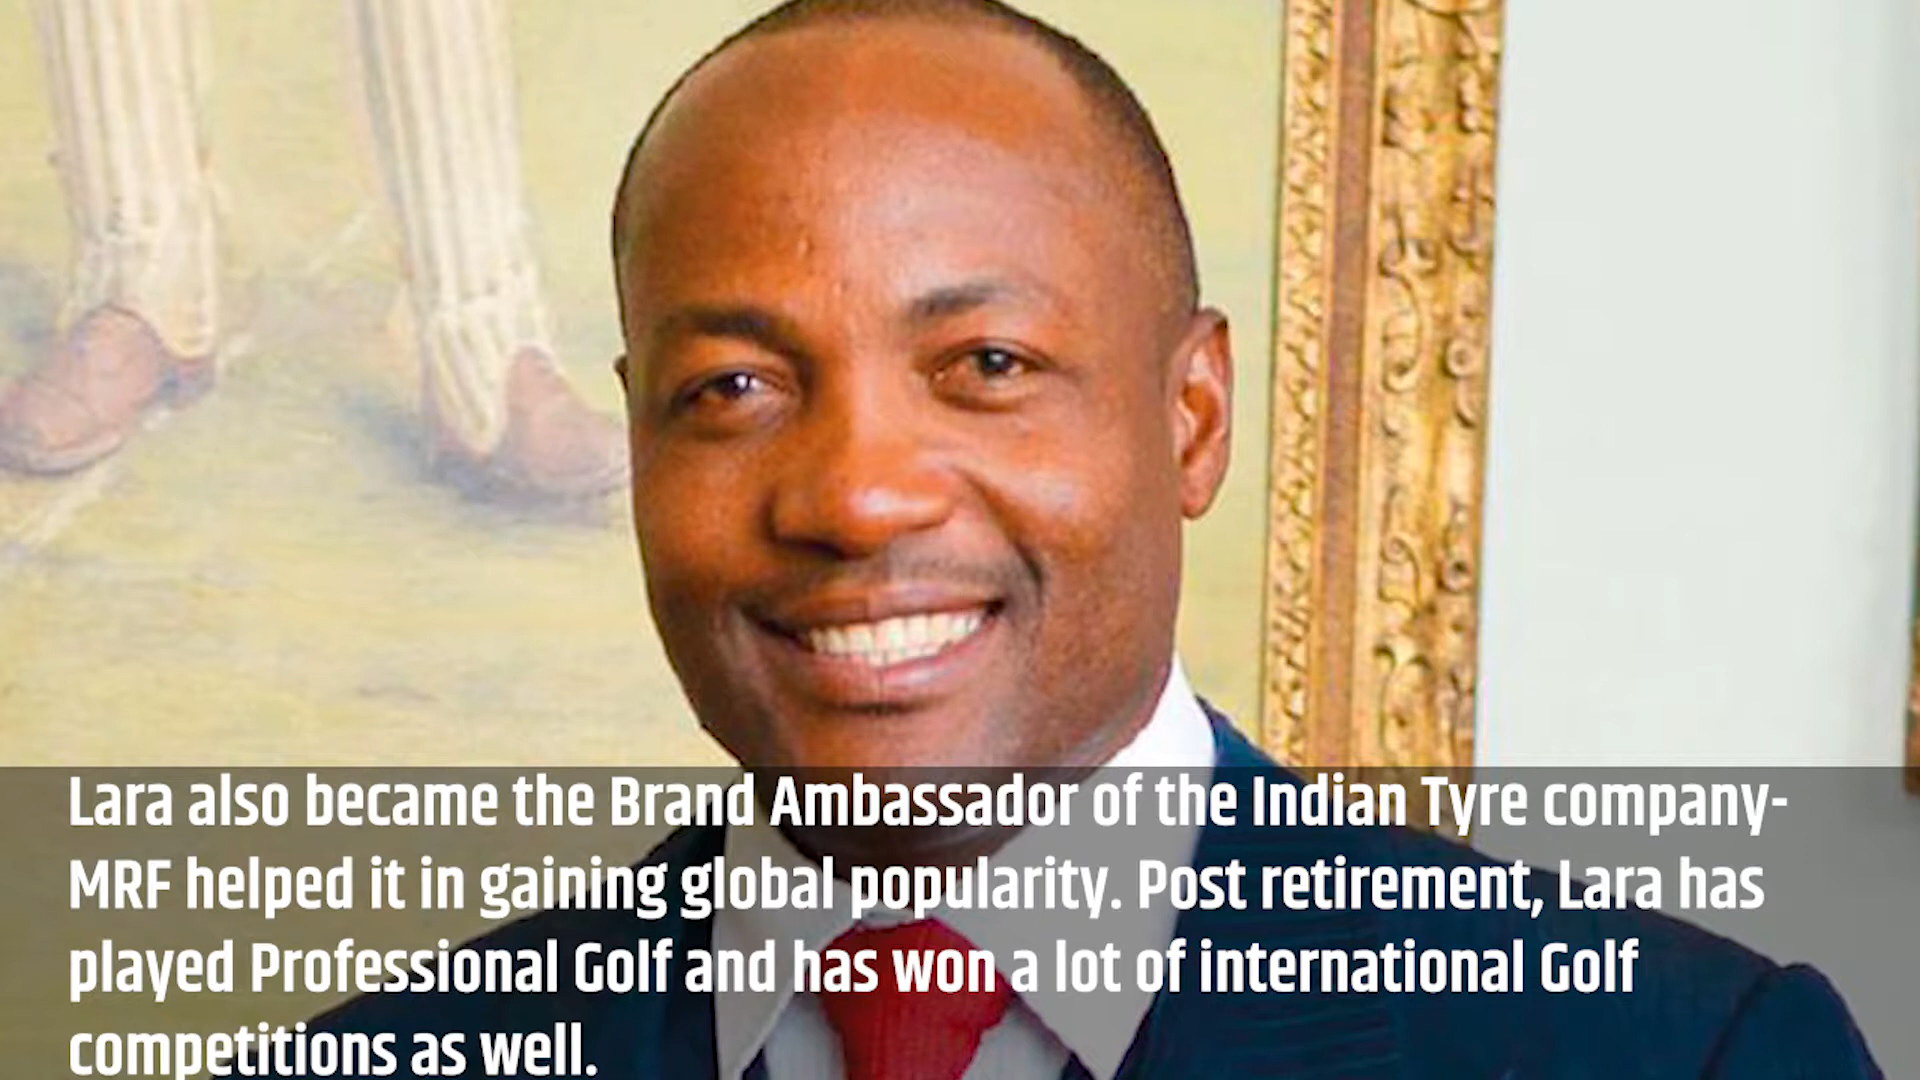 Lara also became the Brand Ambassador of the Indian Tyre company-
MRF helped it in gaining global popularity. Post retirement, Lara has
played Professional Golf and has won a lot of international Golf
competitions as well.